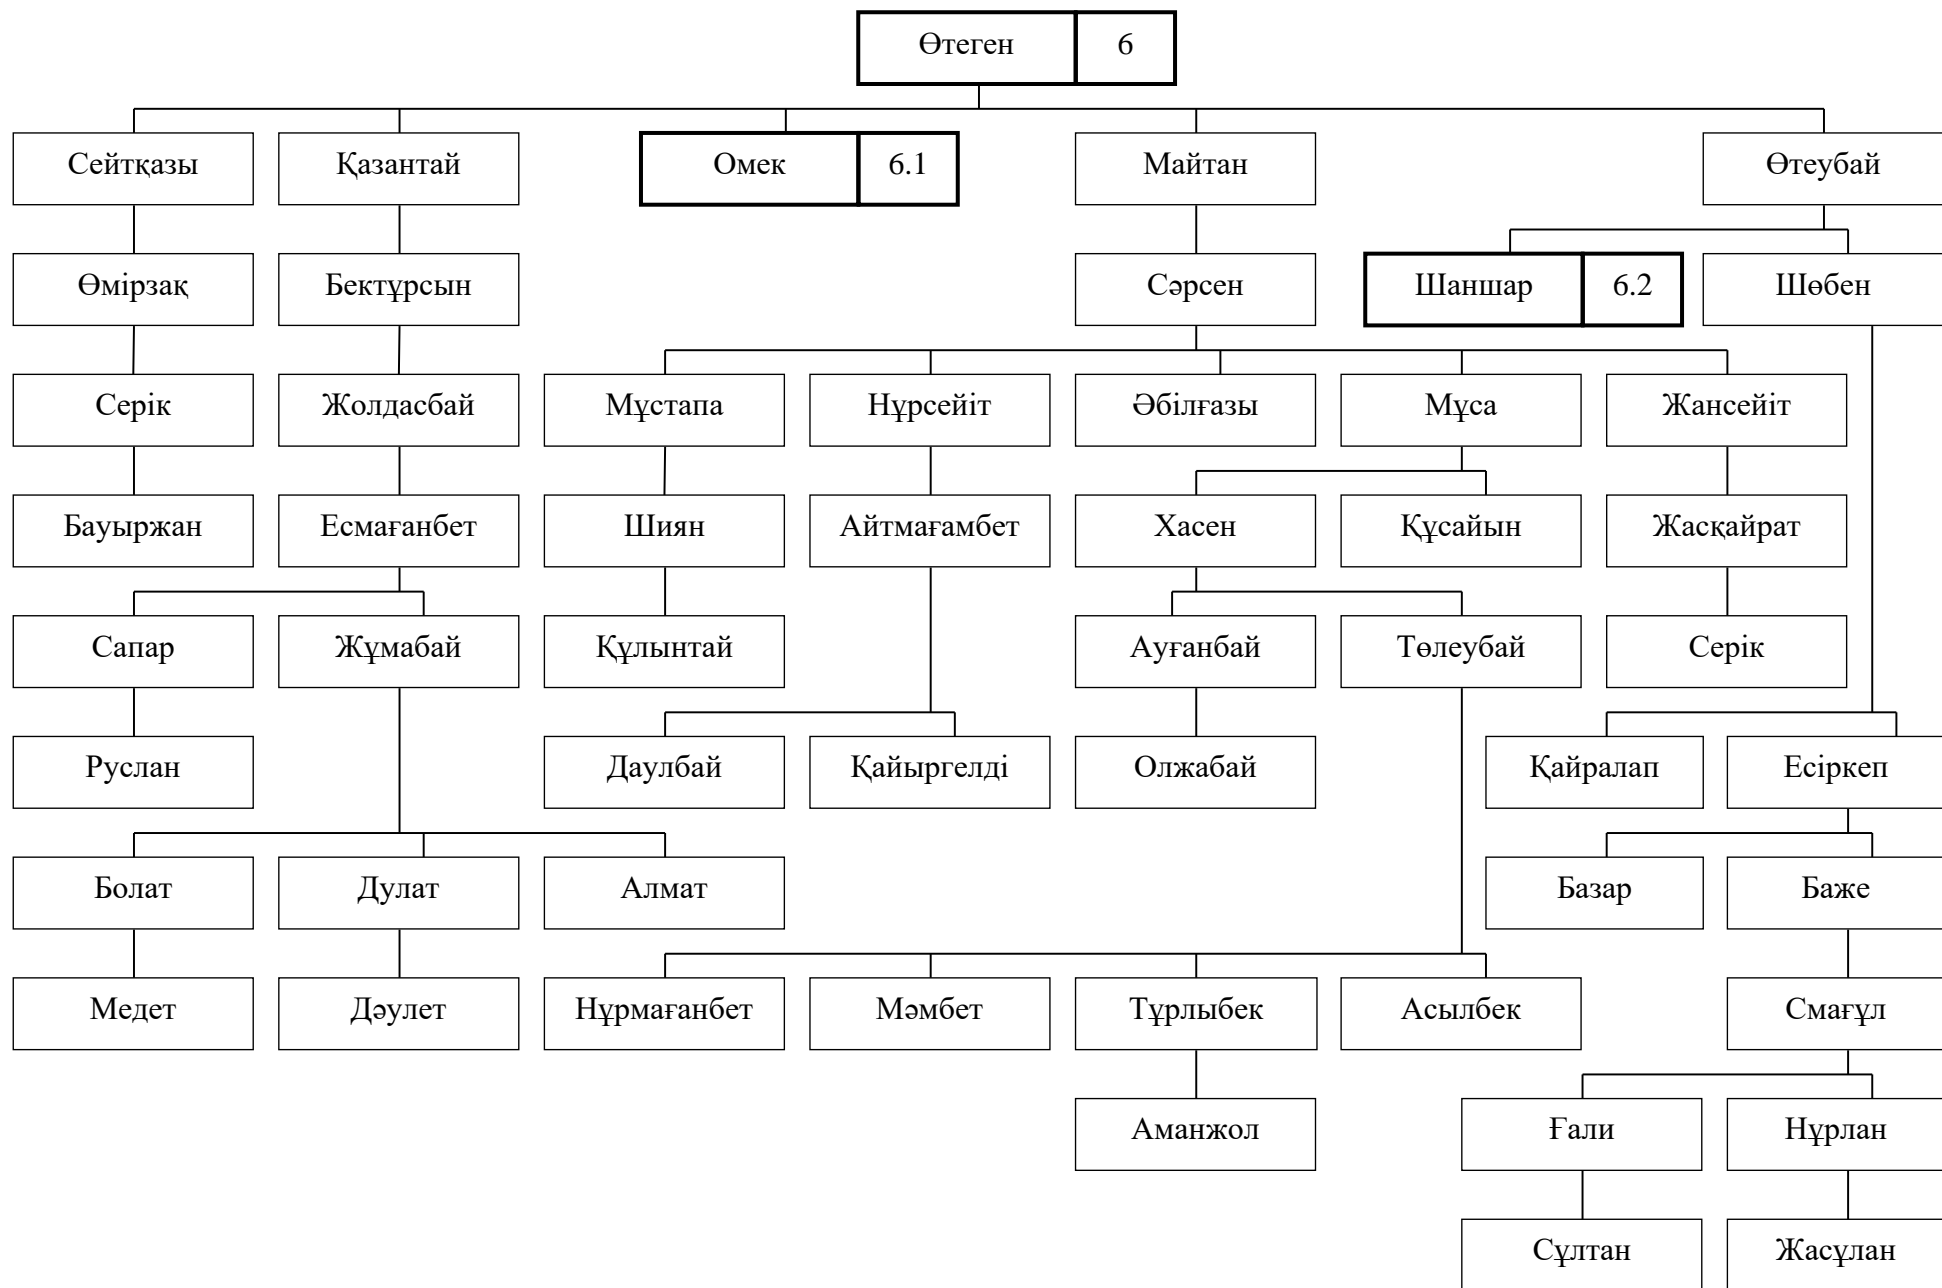 Өтеген 6
Сейтқазы Қазантай Омек 6.1 Майтан Өтеубай
Өмірзақ Бектұрсын Сәрсен Шаншар 6.2 Шөбен
Серік Жолдасбай Мұстапа Нұрсейіт Әбілғазы Мұса Жансейіт
Бауыржан Есмағанбет Шиян Айтмағамбет Хасен Құсайын Жасқайрат
Сапар Жұмабай Құлынтай Ауғанбай Төлеубай Серік
Руслан Даулбай Қайыргелді Олжабай Қайралап Есіркеп
Болат Дулат Алмат Базар Баже
Медет Дәулет Нұрмағанбет Мәмбет Тұрлыбек Асылбек Смағұл
Аманжол Ғали Нұрлан
Сұлтан Жасұлан